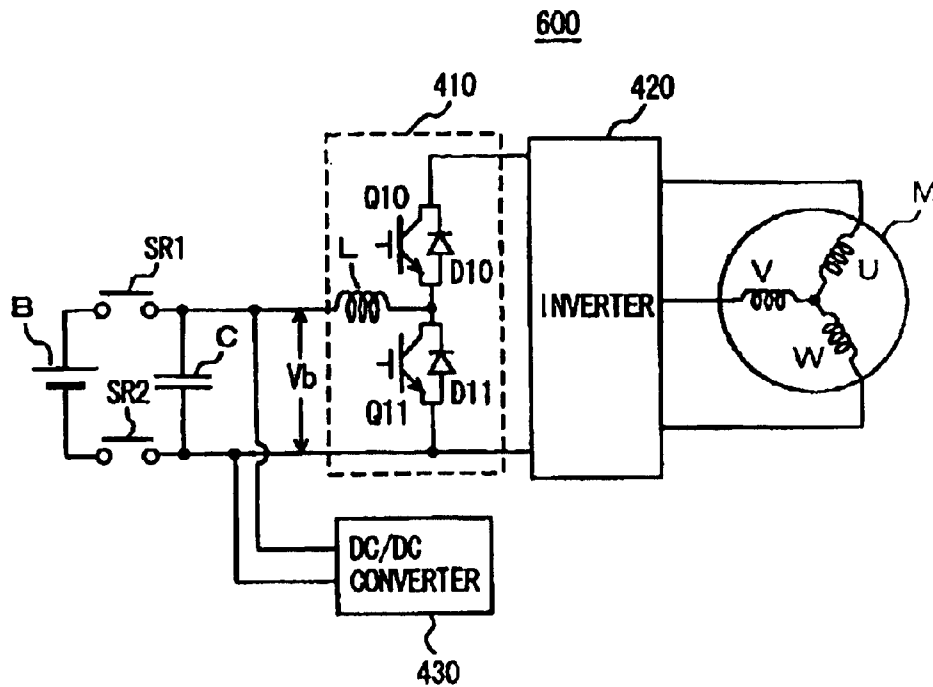 600
410
420
Q10
M
SR1
L
D10
U
V
B
INVERTER
C
Vb
W
SR2
Q11
D11
DC/DC
CONVERTER
430